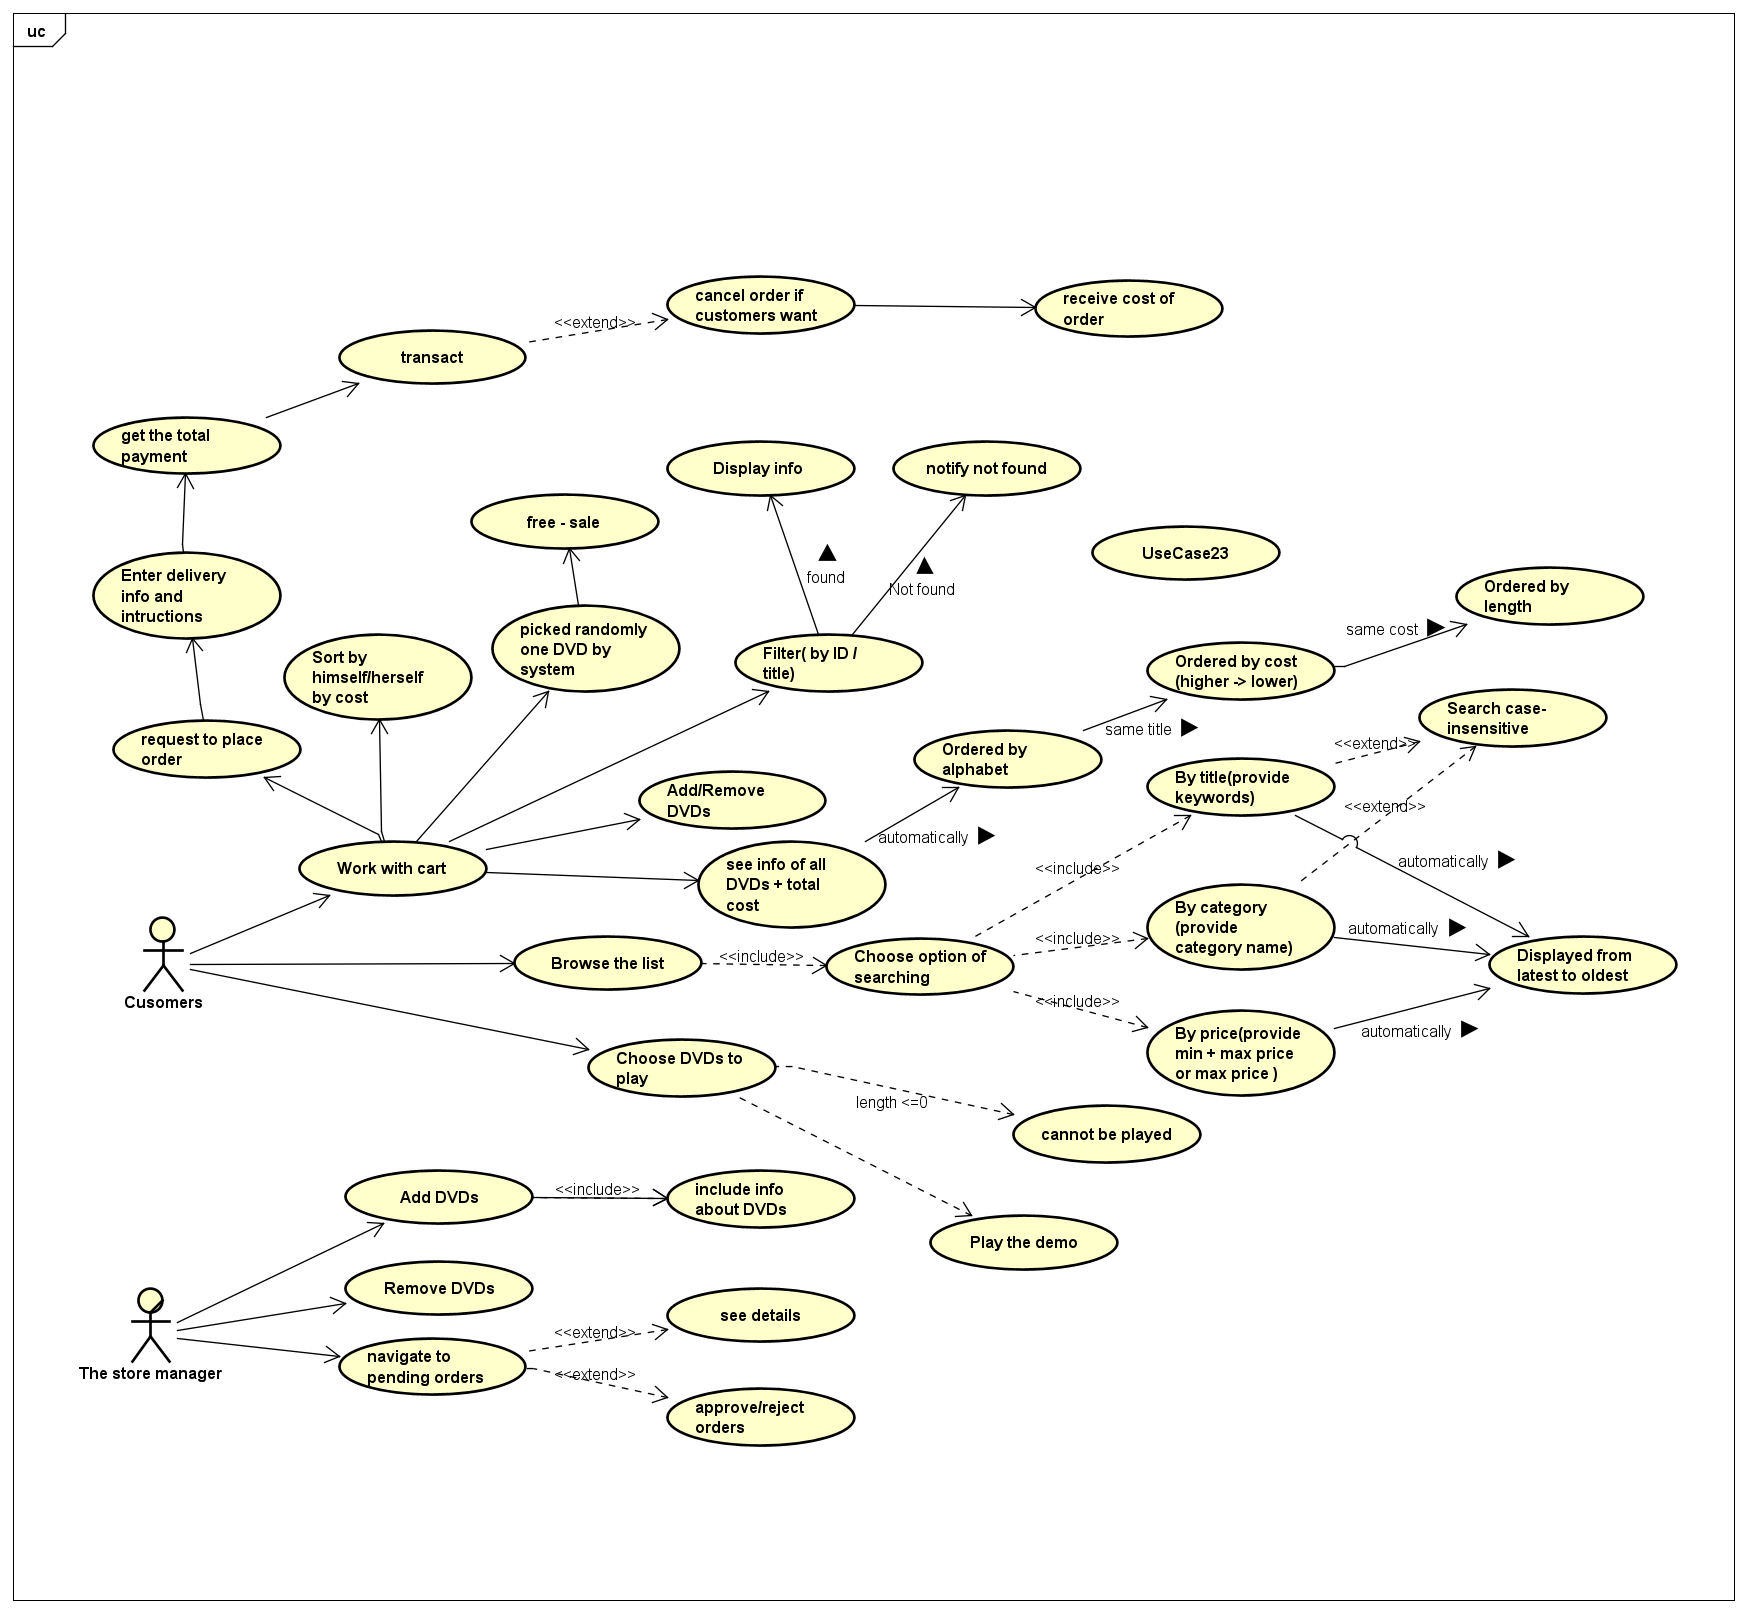 uc
cancel order if
customers want
receive cost of
order
<<extend>>
transact
get the total
payment
Display info
notify not found
free - sale
UseCase23
found
Not found
Enter delivery
info and
intructions
Ordered by
length
same cost
picked randomly
one DVD by
system
Sort by
himself/herself
by cost
Filter( by ID /
title)
Ordered by cost
(higher -> lower)
Search case-
insensitive
same title
request to place
order
Ordered by
alphabet
<<extend>>
By title(provide
keywords)
<<extend>>
Add/Remove
DVDs
automatically
Work with cart
see info of all
DVDs + total
cost
<<include>>
automatically
By category
(provide
category name)
automatically
<<include>>
Browse the list
<<include>>
Choose option of
searching
Displayed from
latest to oldest
Cusomers
<<include>>
By price(provide
min + max price
or max price )
automatically
Choose DVDs to
play
length <=0
cannot be played
Add DVDs
<<include>>
include info
about DVDs
Play the demo
Remove DVDs
see details
<<extend>>
navigate to
pending orders
<<extend>>
The store manager
approve/reject
orders